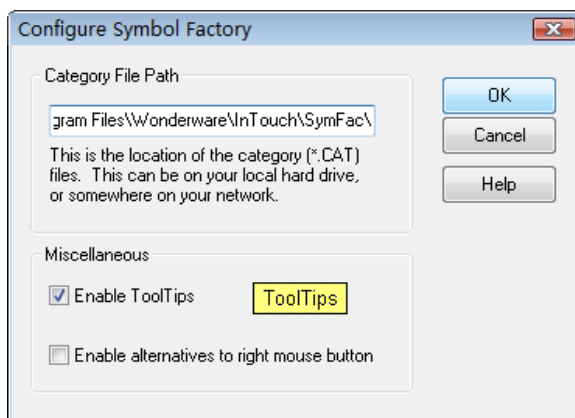 Configure Symbol Factory
Category File Path
gram Files\Wonderware\InTouch\SymFac\
This is the location of the category (*.CAT)
files. This can be on your local hard drive,
or somewhere on your network.
OK
Cancel
Help
Miscellaneous
Enable ToolTips
ToolTips
Enable alternatives to right mouse button